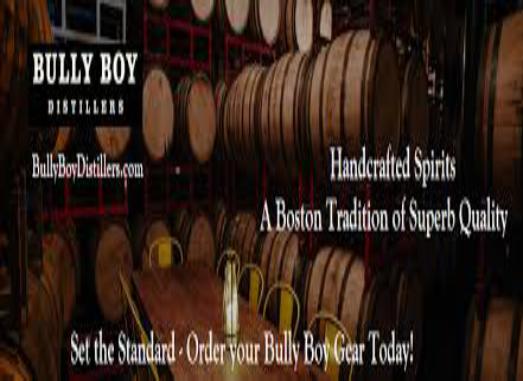 BULLY BOY
DISTILLERS
BullyBoyDistillers.com
Handcrafted Spirits
A Boston Tradition of Superb Quality
Set the Standard - Order your Bully Boy Gear Today!